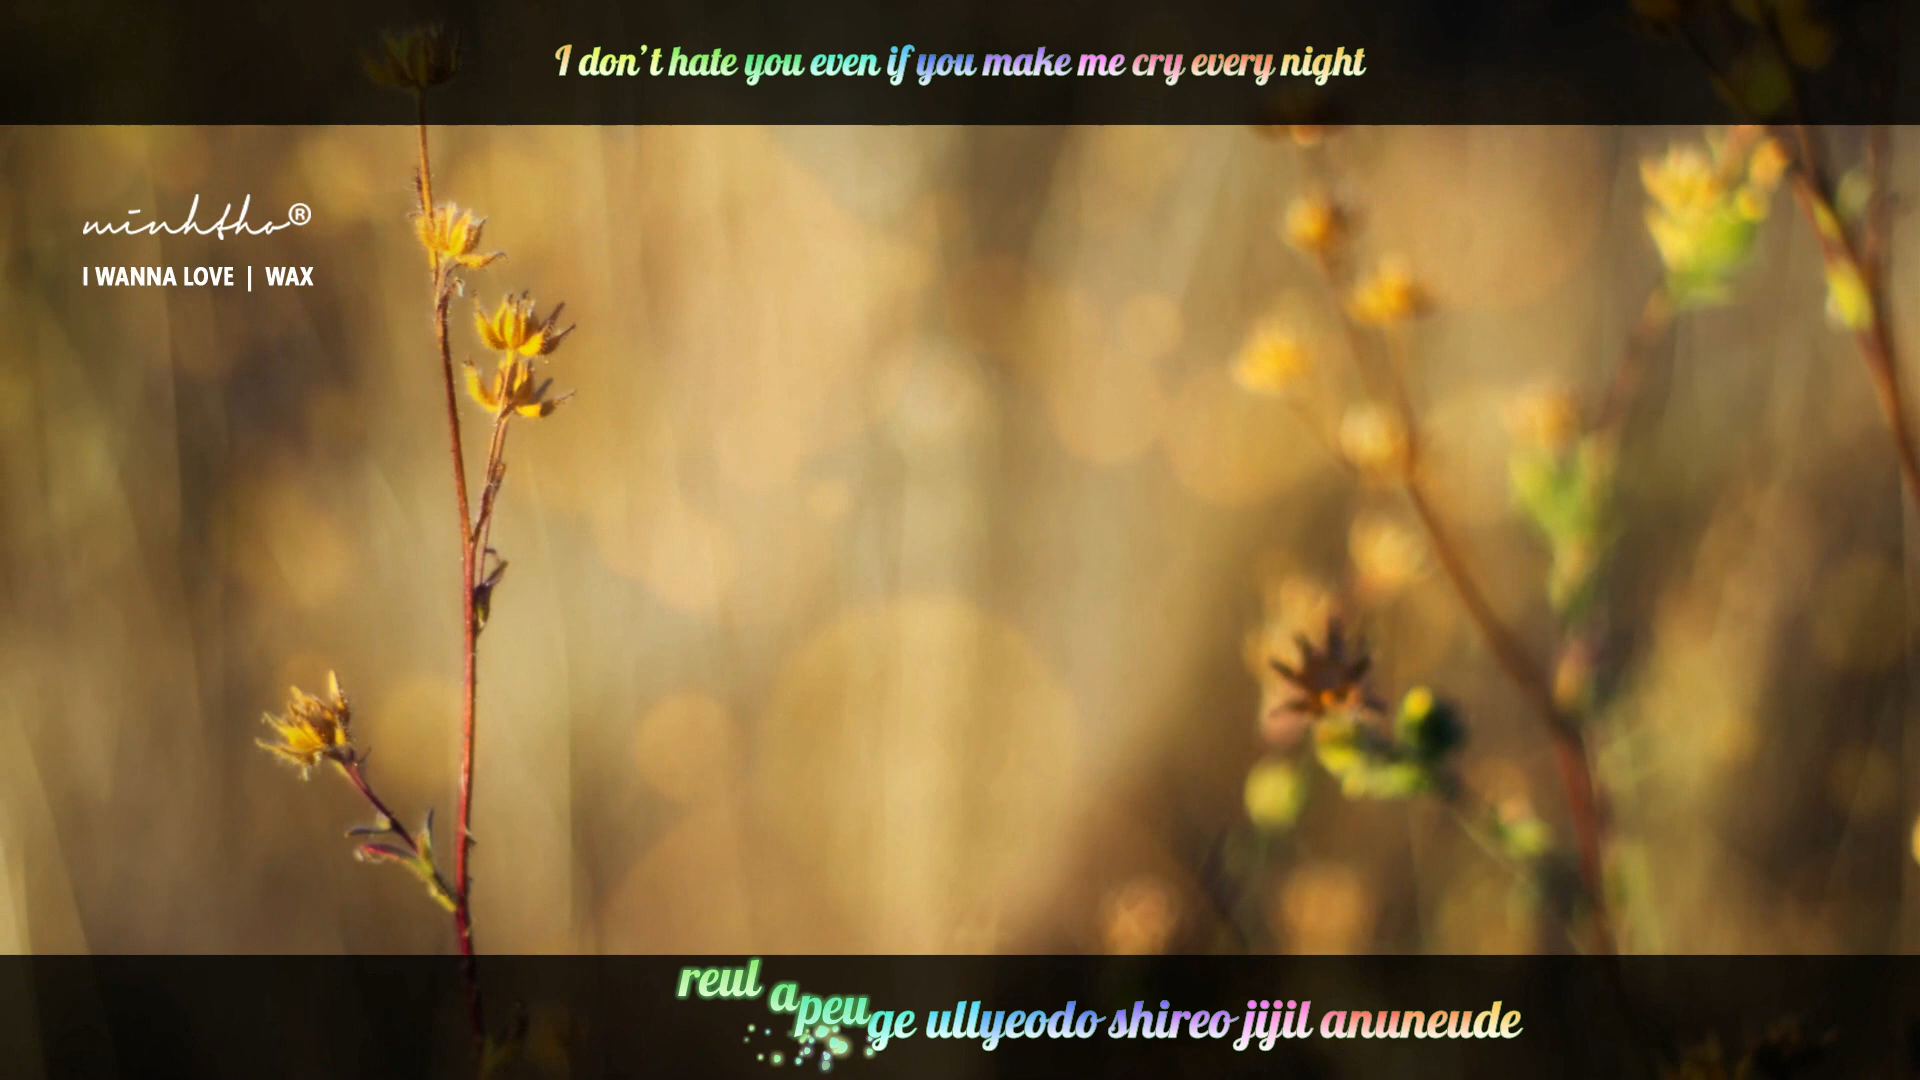 I don't hate you even if you make me cry every night
minhtho®
I WANNA LOVE | WAX
reul apeuge ullyeodo shireo jijil anuneude